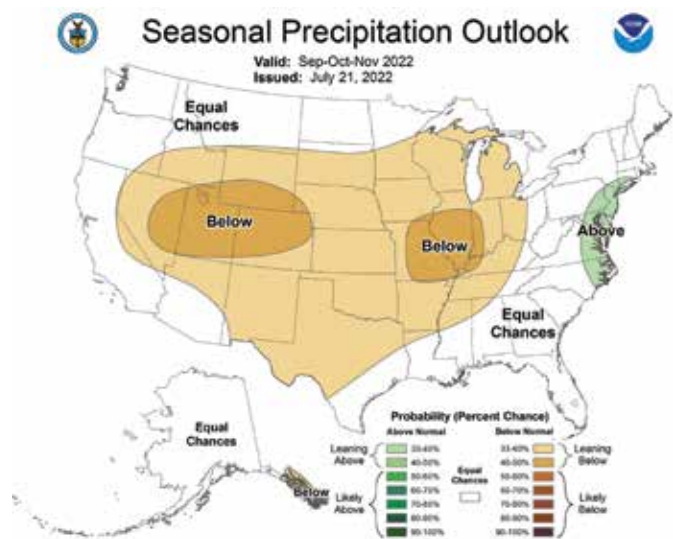 Seasonal Precipitation Outlook
Valid: Sep-Oct-Nov 2022
Issued: July 21, 2022
Equal
Chances
Below
Below
Above
Equal
Chances
Equal
Chances
Below
Probability (Percent Chance)
Above Normal Below Normal
Leaning
Above
33-40%
40-50%
Likely
Above
50-60%
60-70%
70-80%
80-90%
90-100%
Equal
Chances
33-40%
40-50%
Leaning
Below
50-60%
60-70%
70-80%
80-90%
90-100%
Likely
Below